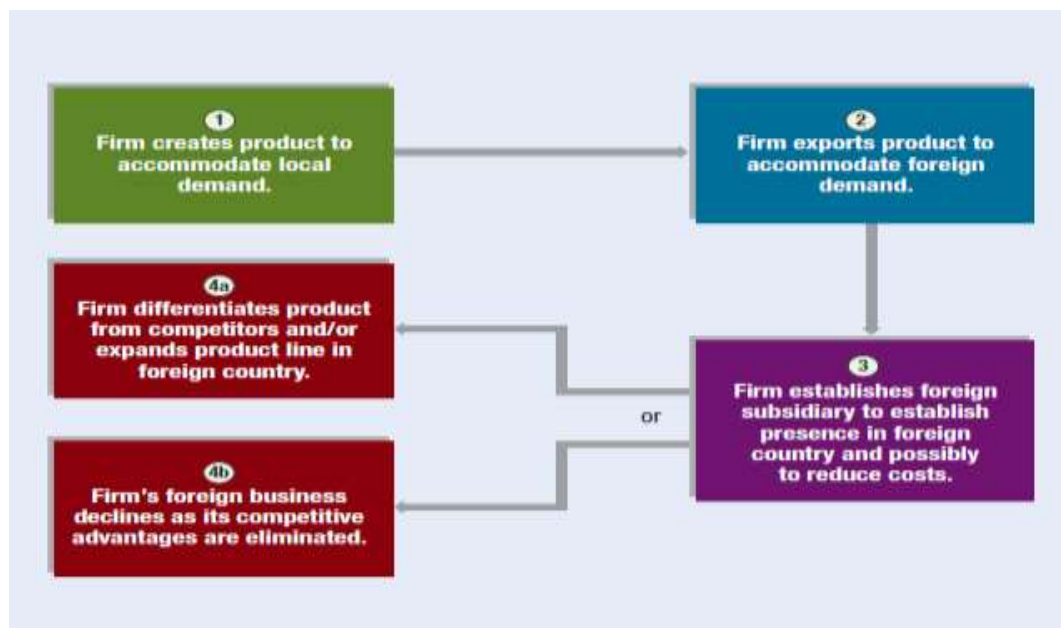 1
Firm creates product to
accommodate local
demand.
2
Firm exports product to
accommodate foreign
demand.
3
Firm establishes foreign
subsidiary to establish
presence in foreign
country and possibly
to reduce costs.
or
4a
Firm differentiates product
from competitors and/or
expands product line in
foreign country.
4b
Firm's foreign business
declines as its competitive
advantages are eliminated.